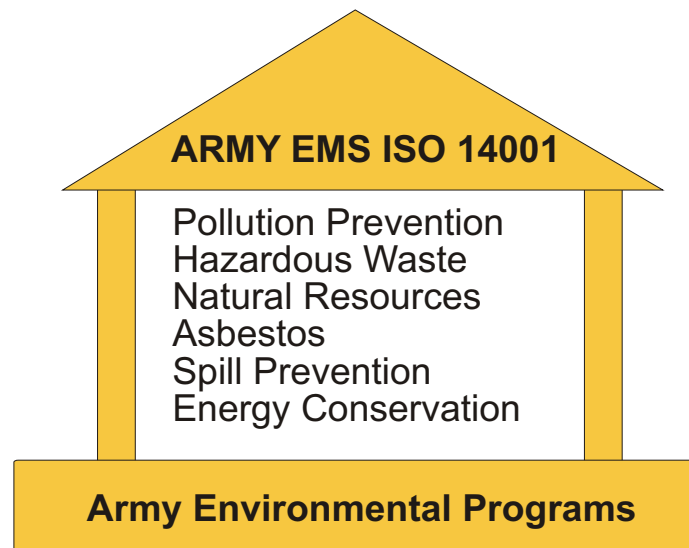 ARMY EMS ISO 14001
Pollution Prevention
Hazardous Waste
Natural Resources
Asbestos
Spill Prevention
Energy Conservation
Army Environmental Programs